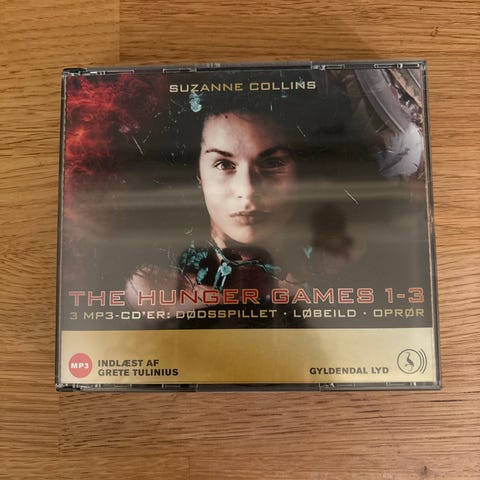 SUZANNE COLLINS
THE HUNGER GAMES 1-3
3 MP3-CD'ER: DØDSSPILLET · LØBEILD · OPRØR
MP3
INDLÆST AF
GRETE TULINIUS
GYLDENDAL LYD